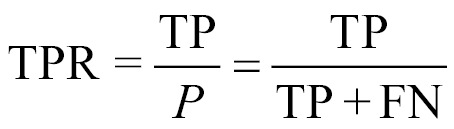 TPR = TP / P = TP / (TP + FN)